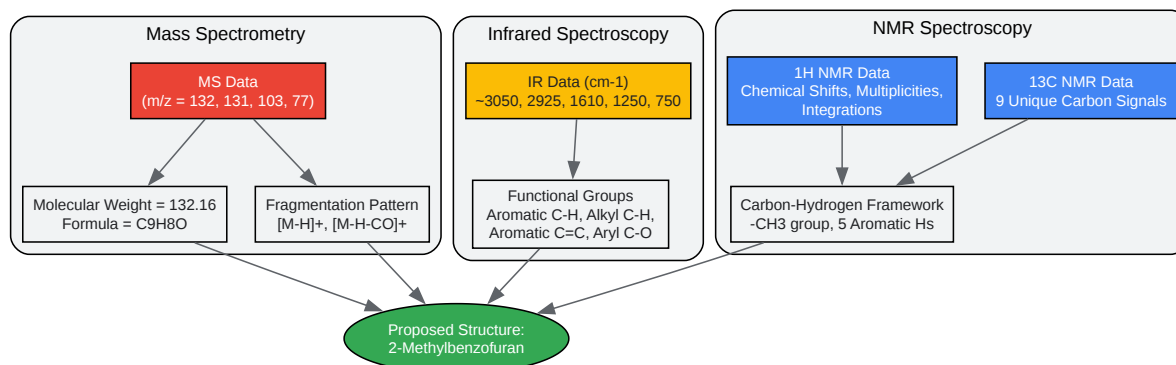 Mass Spectrometry
MS Data
(m/z = 132, 131, 103, 77)
Molecular Weight = 132.16
Formula = C9H8O
Fragmentation Pattern
[M-H]+, [M-H-CO]+
Infrared Spectroscopy
IR Data (cm-1)
~3050, 2925, 1610, 1250, 750
Functional Groups
Aromatic C-H, Alkyl C-H,
Aromatic C=C, Aryl C-O
NMR Spectroscopy
1H NMR Data
Chemical Shifts, Multiplicities,
Integrations
13C NMR Data
9 Unique Carbon Signals
Carbon-Hydrogen Framework
-CH3 group, 5 Aromatic Hs
Proposed Structure:
2-Methylbenzofuran